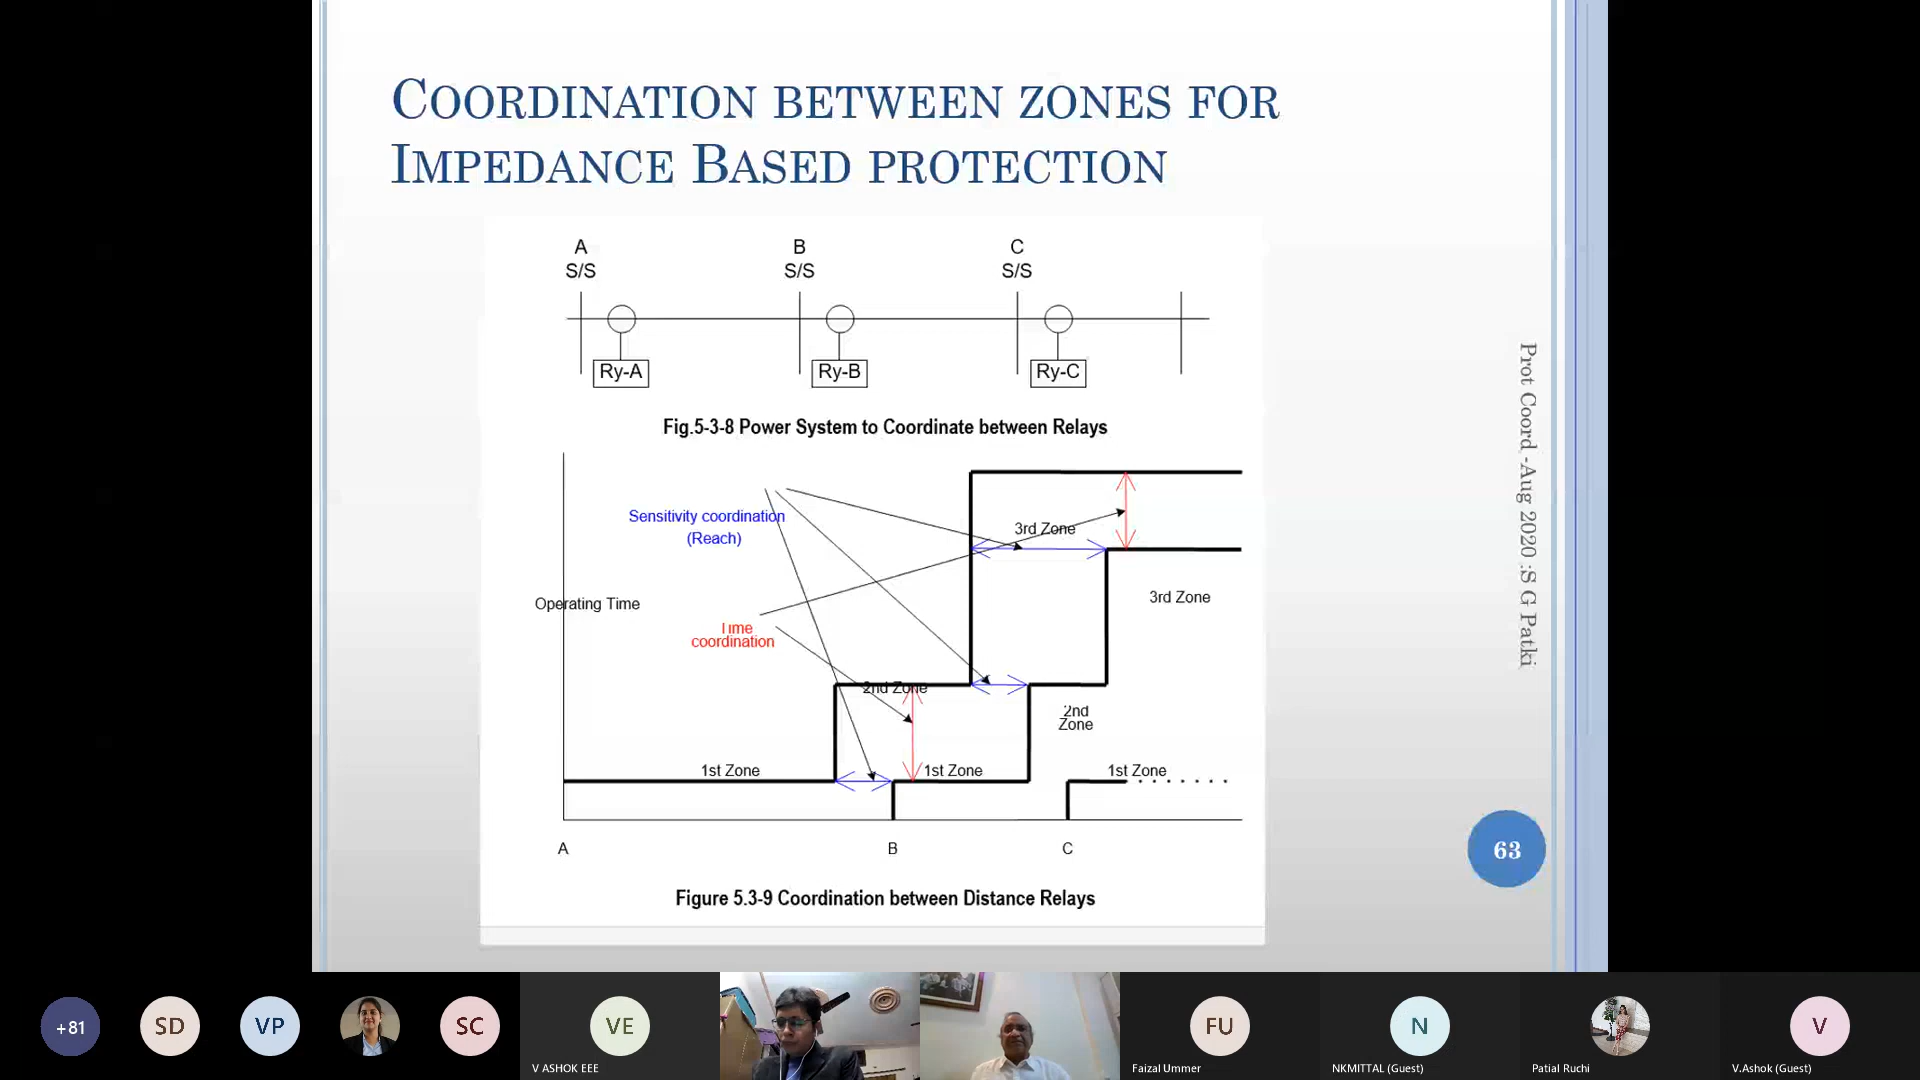 COORDINATION BETWEEN ZONES FOR
IMPEDANCE BASED PROTECTION
A
S/S
B
S/S
C
S/S
Ry-A
Ry-B
Ry-C
Fig.5-3-8 Power System to Coordinate between Relays
Sensitivity coordination
(Reach)
3rd Zone
Operating Time
3rd Zone
Time
coordination
2nd Zone
2nd
Zone
1st Zone
1st Zone
1st Zone
A
B
C
Figure 5.3-9 Coordination between Distance Relays
Prot Coord -Aug 2020 :S G Patki
63
+81
SD
VP
SC
VE
V ASHOK EEE
FU
Faizal Ummer
N
NKMITTAL (Guest)
Patial Ruchi
V
V.Ashok (Guest)